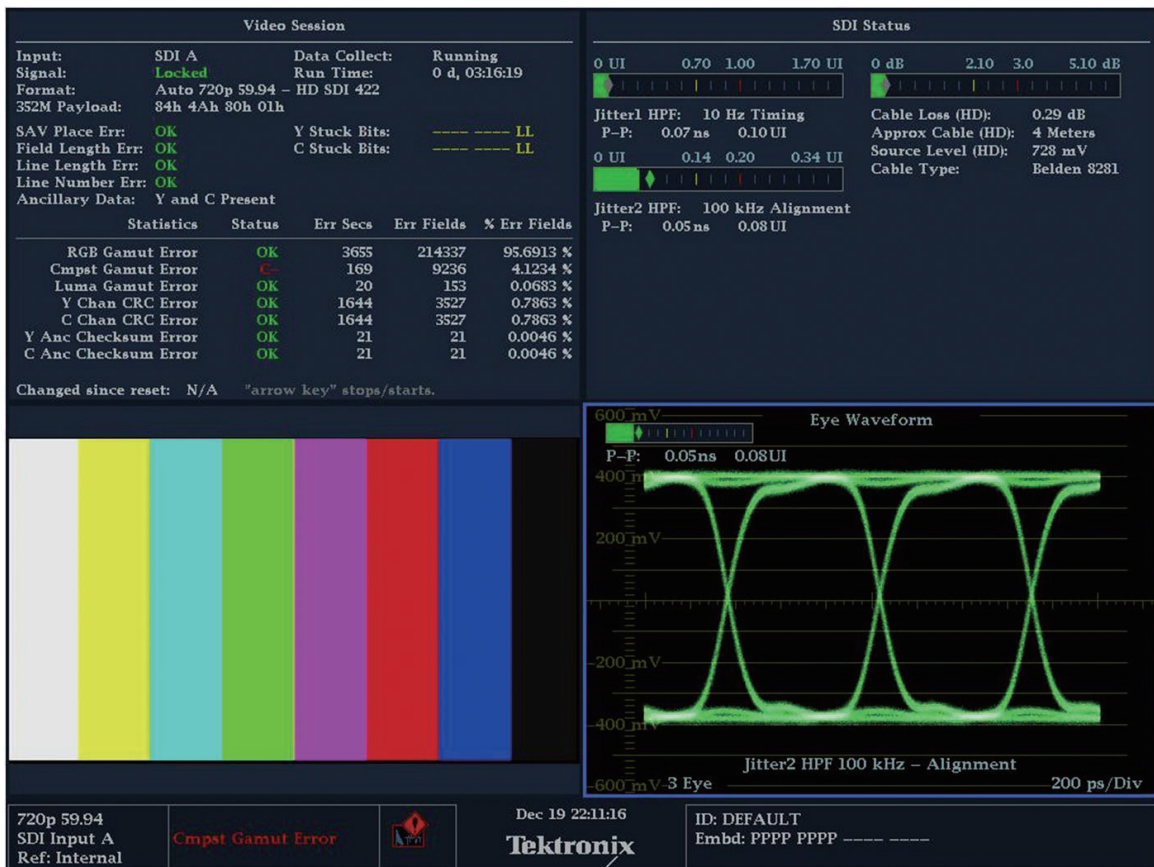 Video Session
Input: SDI A Data Collect: Running
Signal: Locked Run Time: 0 d, 03:16:19
Format: Auto 720p 59.94 – HD SDI 422
352M Payload: 84h 4Ah 80h 01h
SAV Place Err: OK Y Stuck Bits: –––– –––– LL
Field Length Err: OK C Stuck Bits: –––– –––– LL
Line Length Err: OK
Line Number Err: OK
Ancillary Data: Y and C Present
Statistics Status Err Secs Err Fields % Err Fields
RGB Gamut Error OK 3655 214337 95.6913 %
Cmpst Gamut Error C– 169 9236 4.1234 %
Luma Gamut Error OK 20 153 0.0683 %
Y Chan CRC Error OK 1644 3527 0.7863 %
C Chan CRC Error OK 1644 3527 0.7863 %
Y Anc Checksum Error OK 21 21 0.0046 %
C Anc Checksum Error OK 21 21 0.0046 %
Changed since reset: N/A "arrow key" stops/starts.
SDI Status
0 UI 0.70 1.00 1.70 UI
Jitter1 HPF: 10 Hz Timing
P–P: 0.07 ns 0.10 UI
0 UI 0.14 0.20 0.34 UI
Jitter2 HPF: 100 kHz Alignment
P–P: 0.05 ns 0.08 UI
0 dB 2.10 3.0 5.10 dB
Cable Loss (HD): 0.29 dB
Approx Cable (HD): 4 Meters
Source Level (HD): 728 mV
Cable Type: Belden 8281
600 mV
Eye Waveform
P–P: 0.05 ns 0.08 UI
400 mV
200 mV
–200 mV
–400 mV
Jitter2 HPF 100 kHz – Alignment
–600 mV 3 Eye 200 ps/Div
720p 59.94
SDI Input A
Ref: Internal
Cmpst Gamut Error
Dec 19 22:11:16
Tektronix
ID: DEFAULT
Embd: PPPP PPPP –––– ––––